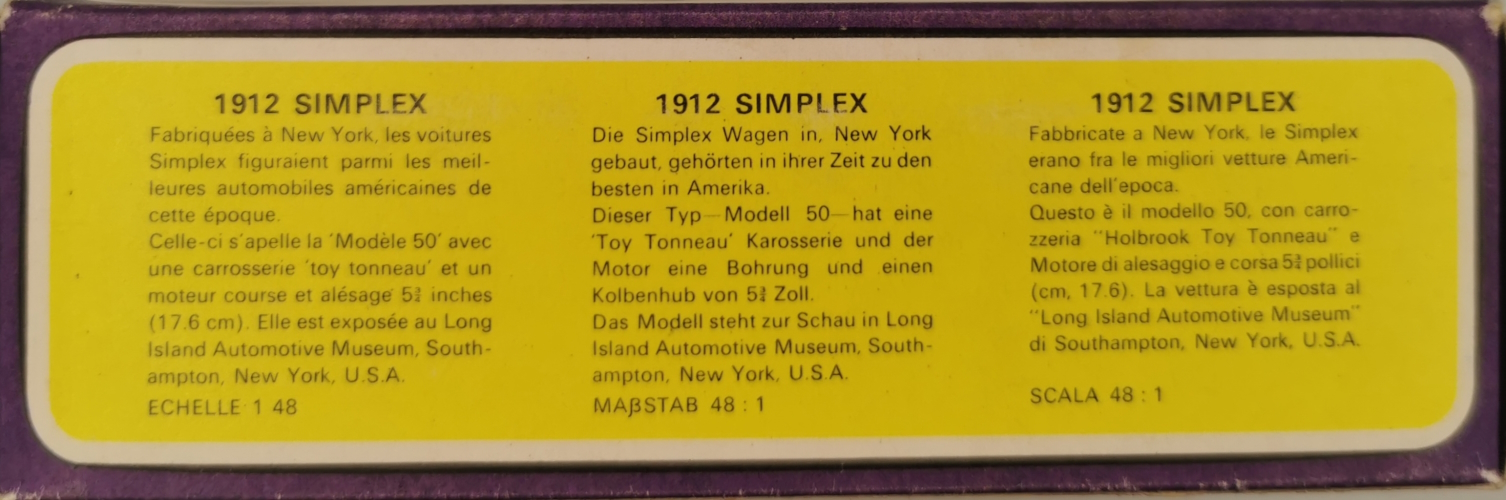 1912 SIMPLEX
Fabriquées à New York, les voitures
Simplex figuraient parmi les meil-
leures automobiles américaines de
cette époque.
Celle-ci s'apelle la 'Modèle 50' avec
une carrosserie 'toy tonneau' et un
moteur course et alésage 5¾ inches
(17.6 cm). Elle est exposée au Long
Island Automotive Museum, South-
ampton, New York, U.S.A.
ECHELLE 1 48
1912 SIMPLEX
Die Simplex Wagen in, New York
gebaut, gehörten in ihrer Zeit zu den
besten in Amerika.
Dieser Typ—Modell 50—hat eine
'Toy Tonneau' Karosserie und der
Motor eine Bohrung und einen
Kolbenhub von 5¾ Zoll.
Das Modell steht zur Schau in Long
Island Automotive Museum, South-
ampton, New York, U.S.A.
MAßSTAB 48 : 1
1912 SIMPLEX
Fabbricate a New York, le Simplex
erano fra le migliori vetture Ameri-
cane dell'epoca.
Questo è il modello 50, con carro-
zzeria "Holbrook Toy Tonneau" e
Motore di alesaggio e corsa 5¾ pollici
(cm, 17.6). La vettura è esposta al
"Long Island Automotive Museum"
di Southampton, New York, U.S.A.
SCALA 48 : 1